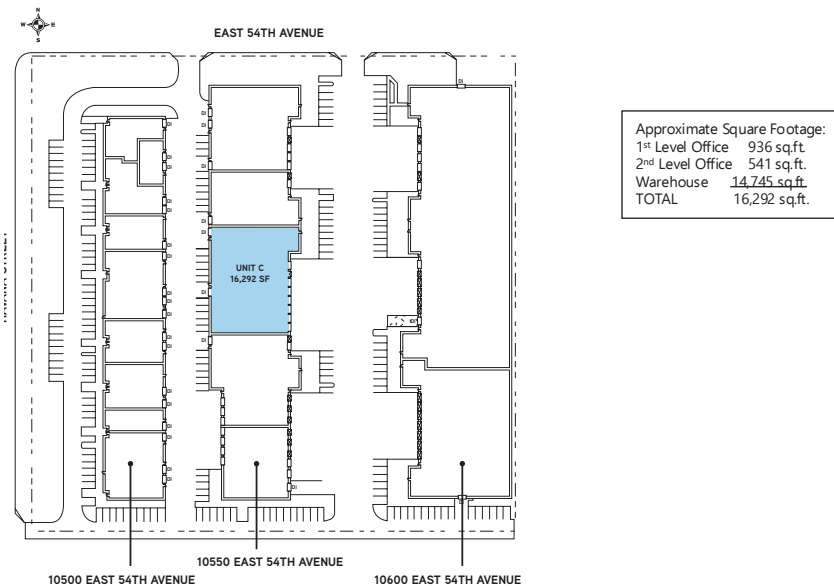 N
W E
S
EAST 54TH AVENUE
Approximate Square Footage:
1st Level Office 936 sq.ft.
2nd Level Office 541 sq.ft.
Warehouse 14,745 sq.ft.
TOTAL 16,292 sq.ft.
UNIT C
16,292 SF
10550 EAST 54TH AVENUE
10500 EAST 54TH AVENUE
10600 EAST 54TH AVENUE